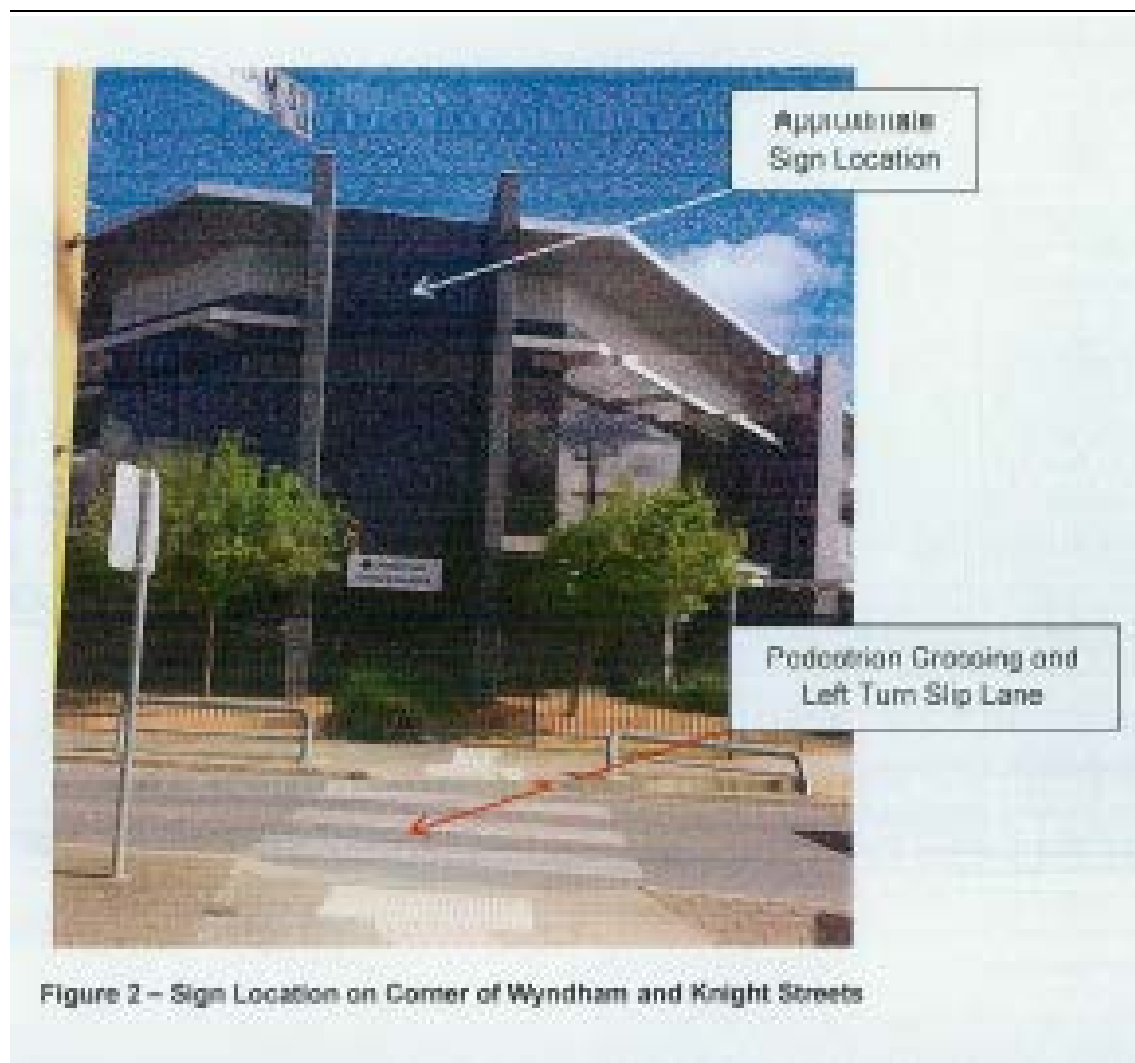 Approximate
Sign Location
Pedestrian Crossing and
Left Turn Slip Lane
Figure 2 – Sign Location on Corner of Wyndham and Knight Streets